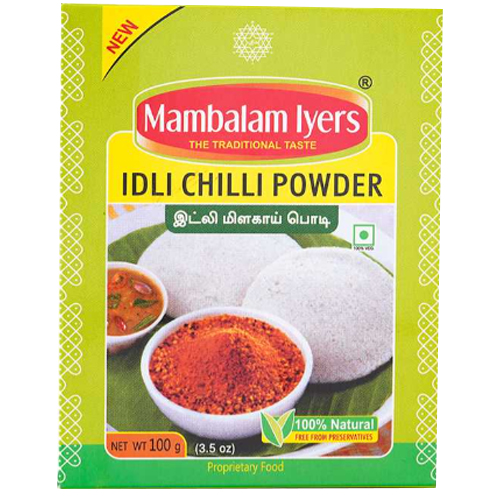 NEW
®
Mambalam Iyers
THE TRADITIONAL TASTE
IDLI CHILLI POWDER
இட்லி மிளகாய் பொடி
100% VEG
100% Natural
FREE FROM PRESERVATIVES
NET WT 100 g (3.5 oz)
Proprietary Food